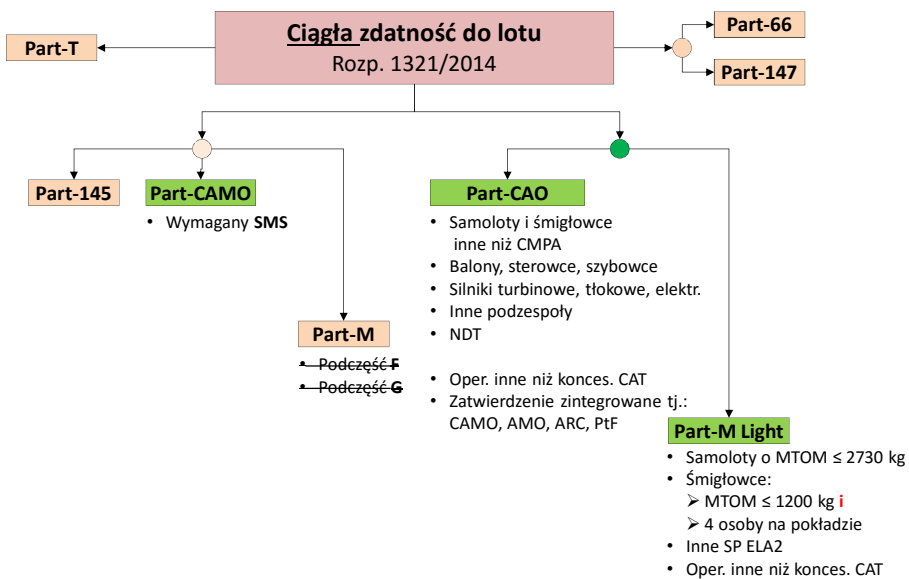 Ciągła zdatność do lotu
Rozp. 1321/2014
Part-T
Part-66
Part-147
Part-145
Part-CAMO
• Wymagany SMS
Part-M
• Podczęść F
• Podczęść G
Part-CAO
• Samoloty i śmigłowce
inne niż CMPA
• Balony, sterowce, szybowce
• Silniki turbinowe, tłokowe, elektr.
• Inne podzespoły
• NDT
• Oper. inne niż konces. CAT
• Zatwierdzenie zintegrowane tj.:
CAMO, AMO, ARC, PtF
Part-M Light
• Samoloty o MTOM ≤ 2730 kg
• Śmigłowce:
➢ MTOM ≤ 1200 kg i
➢ 4 osoby na pokładzie
• Inne SP ELA2
• Oper. inne niż konces. CAT